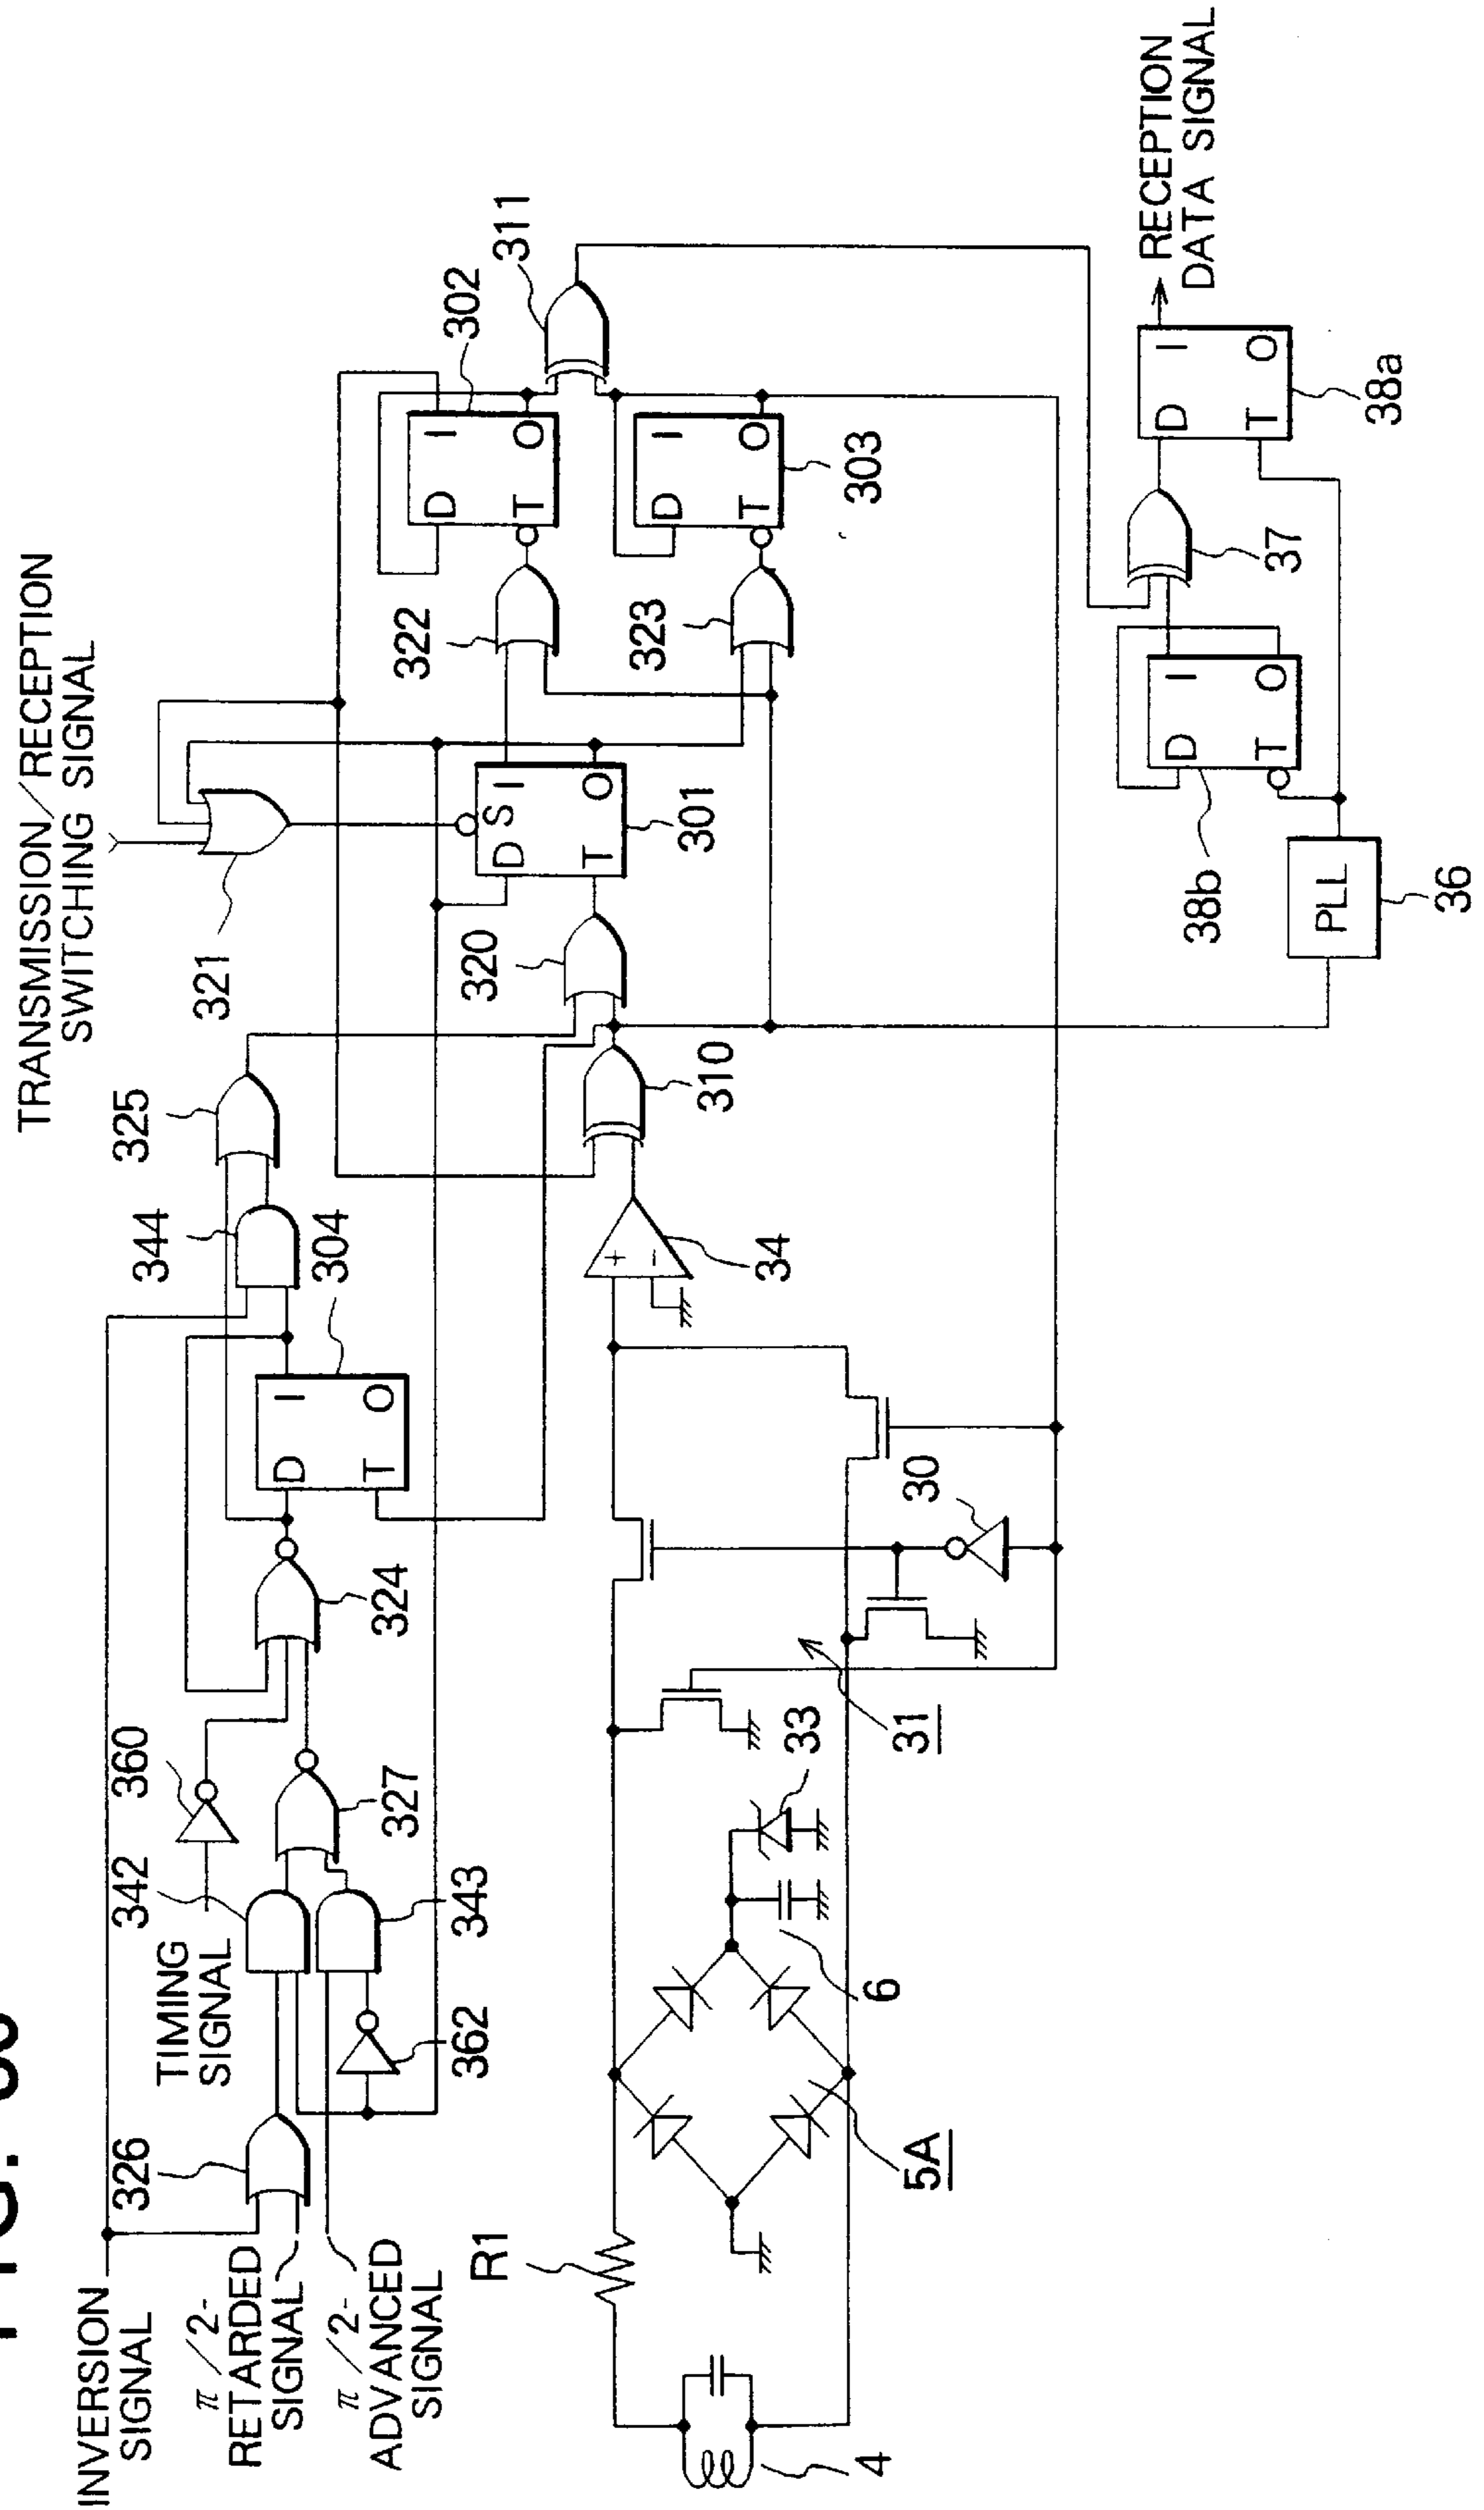 INVERSION
SIGNAL
π/2-
RETARDED
SIGNAL
π/2-
ADVANCED
SIGNAL
326
TIMING
SIGNAL
342
360
362
343
327
324
D I
T O
304
344
325
TRANSMISSION/RECEPTION
SWITCHING SIGNAL
321
320
D S I
T O
301
322
323
D I
T O
302
D I
T O
303
311
310
34
+
-
4
R1
5A
6
33
31
30
PLL
36
38b
D I
T O
37
D I
T O
38a
RECEPTION
DATA SIGNAL